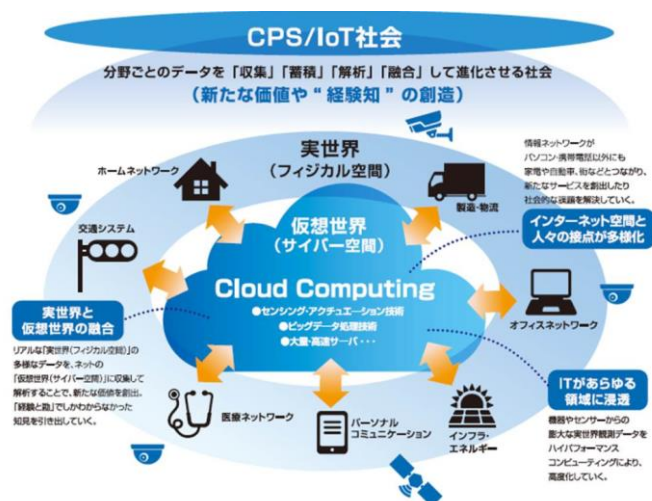 CPS/IoT社会
分野ごとのデータを「収集」「蓄積」「解析」「融合」して進化させる社会
（新たな価値や“経験知”の創造）
実世界
（フィジカル空間）
ホームネットワーク
製造・物流
情報ネットワークが
パソコン・携帯電話以外にも
家電や自動車、街などとつながり、
新たなサービスを創出したり
社会的な課題を解決していく。
交通システム
仮想世界
（サイバー空間）
インターネット空間と
人々の接点が多様化
Cloud Computing
●センシング・アクチュエーション技術
●ビッグデータ処理技術
●大量・高速サーバ・・・
実世界と
仮想世界の融合
オフィスネットワーク
リアルな「実世界（フィジカル空間）」の
多様なデータを、ネットの
「仮想世界（サイバー空間）」に収集して
解析することで、新たな価値を創出。
「経験と勘」でしかわからなかった
知見を引き出していく。
医療ネットワーク
パーソナル
コミュニケーション
インフラ・
エネルギー
ITがあらゆる
領域に浸透
機器やセンサーからの
膨大な実世界観測データを
ハイパフォーマンス
コンピューティングにより、
高度化していく。